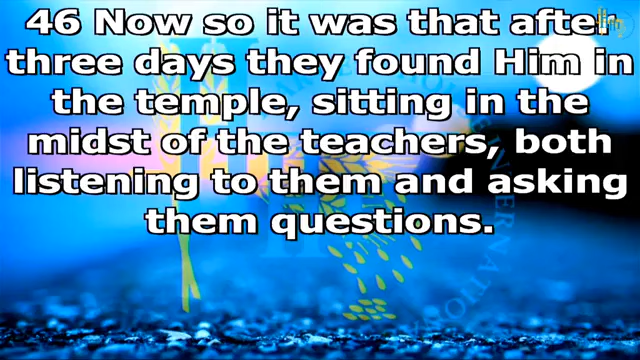 46 Now so it was that after
three days they found Him in
the temple, sitting in the
midst of the teachers, both
listening to them and asking
them questions.